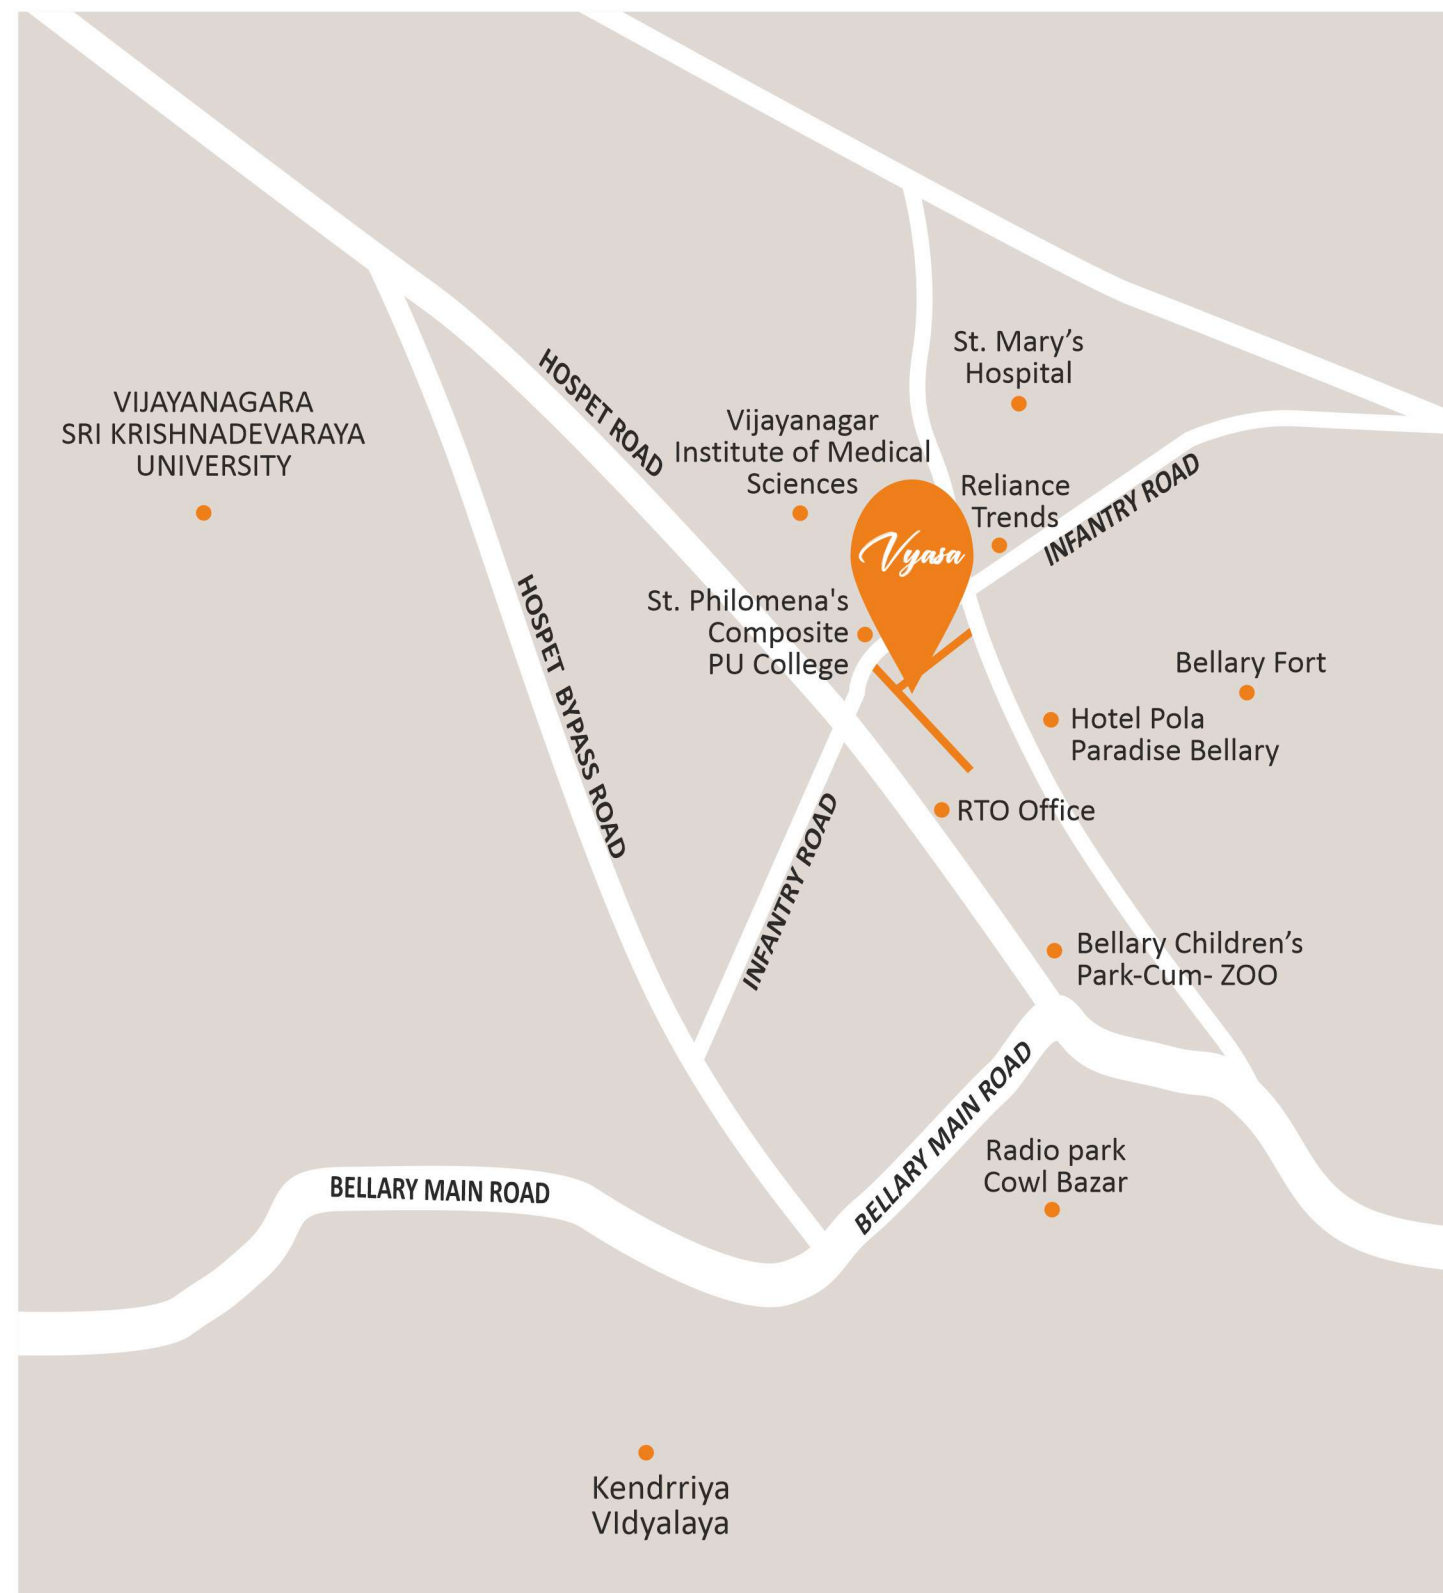 St. Mary’s
Hospital
HOSPET ROAD
VIJAYANAGARA
SRI KRISHNADEVARAYA
UNIVERSITY
Vijayanagar
Institute of Medical
Sciences
Reliance
Trends
INFANTRY ROAD
Vyasa
St. Philomena's
Composite
PU College
HOSPET BYPASS ROAD
Bellary Fort
Hotel Pola
Paradise Bellary
RTO Office
INFANTRY ROAD
Bellary Children’s
Park-Cum- ZOO
BELLARY MAIN ROAD
Radio park
Cowl Bazar
BELLARY MAIN ROAD
Kendrriya
VIdyalaya